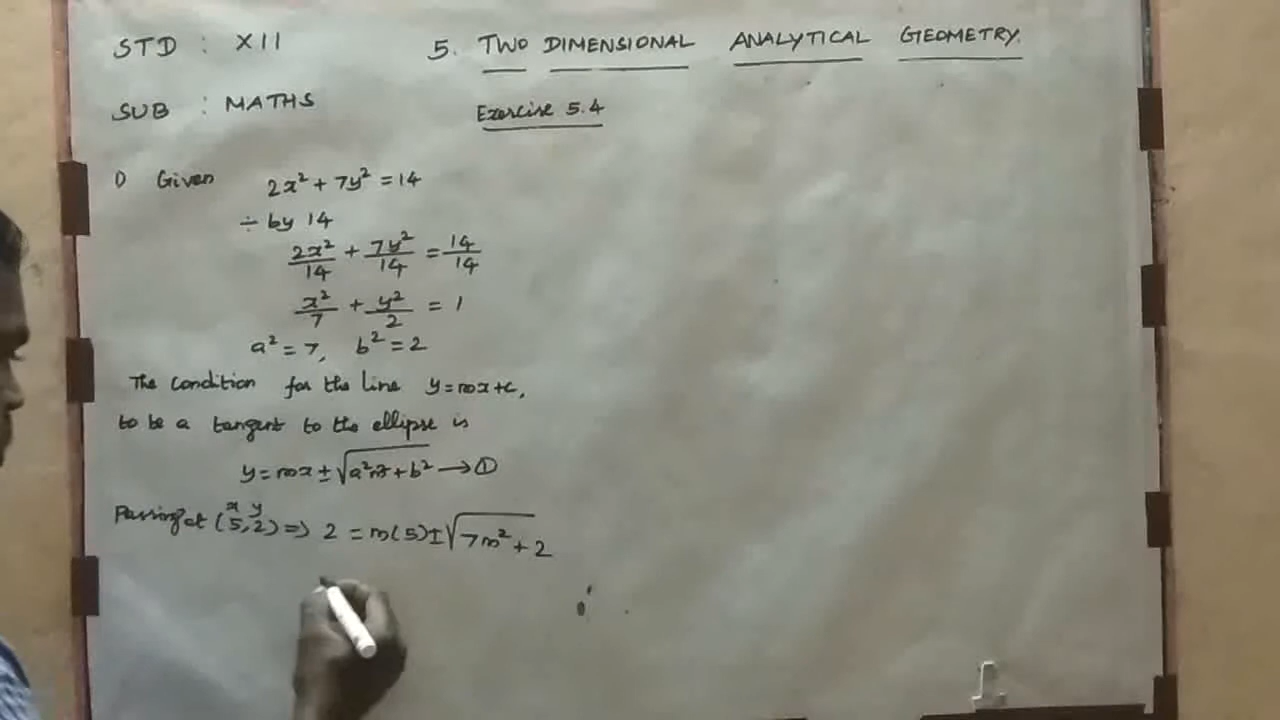 STD : XII 5. TWO DIMENSIONAL ANALYTICAL GEOMETRY.
SUB : MATHS Exercise 5.4
1) Given 2x² + 7y² = 14
÷ by 14
2x²/14 + 7y²/14 = 14/14
x²/7 + y²/2 = 1
a² = 7, b² = 2
The condition for the line y=mx+c,
to be a tangent to the ellipse is
y = mx ± √(a²m²+b²) → ①
x y
Passing at (5,2) => 2 = m(5) ± √(7m² + 2)